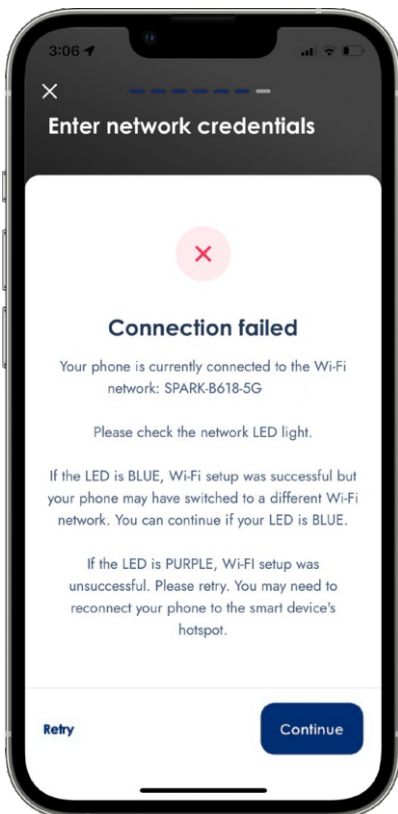 3:06
Enter network credentials
Connection failed
Your phone is currently connected to the Wi-Fi
network: SPARK-B618-5G
Please check the network LED light.
If the LED is BLUE, Wi-Fi setup was successful but
your phone may have switched to a different Wi-Fi
network. You can continue if your LED is BLUE.
If the LED is PURPLE, Wi-FI setup was
unsuccessful. Please retry. You may need to
reconnect your phone to the smart device's
hotspot.
Retry
Continue